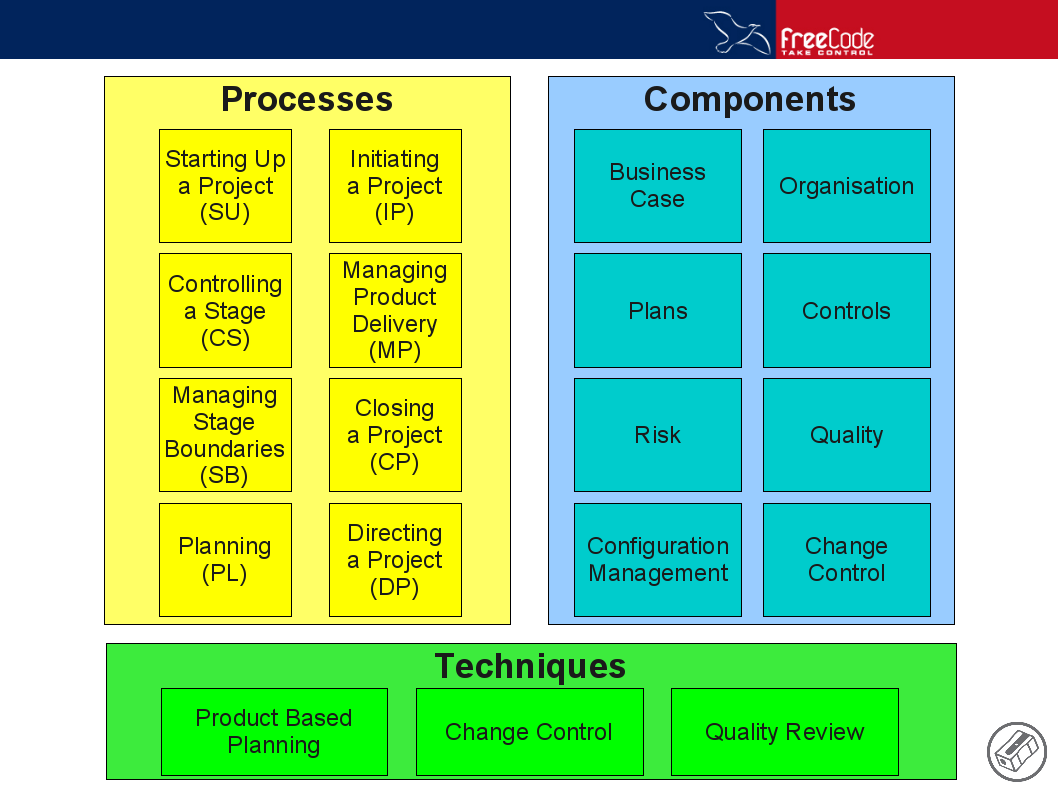 FreeCode
TAKE CONTROL
Processes
Starting Up
a Project
(SU)
Initiating
a Project
(IP)
Controlling
a Stage
(CS)
Managing
Product
Delivery
(MP)
Managing
Stage
Boundaries
(SB)
Closing
a Project
(CP)
Planning
(PL)
Directing
a Project
(DP)
Components
Business
Case
Organisation
Plans
Controls
Risk
Quality
Configuration
Management
Change
Control
Techniques
Product Based
Planning
Change Control
Quality Review